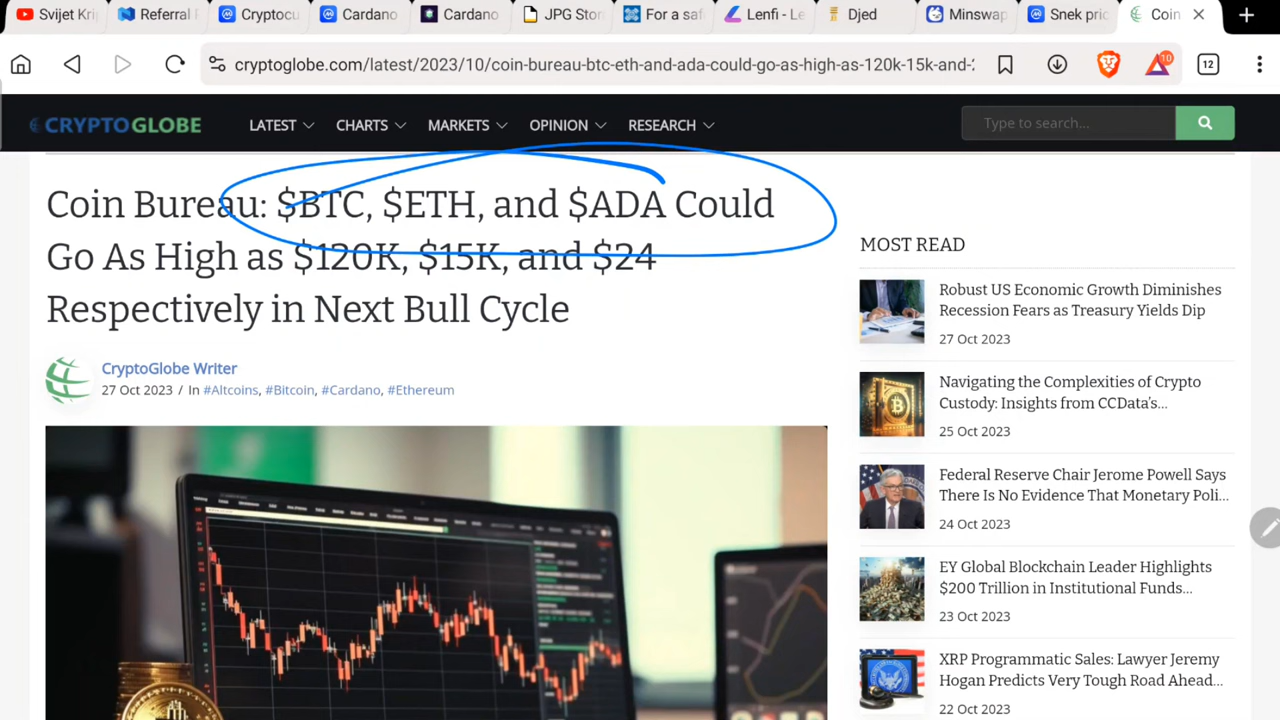 Svijet Kri
Referral
Cryptocu
Cardano
Cardano
JPG Stor
For a saf
Lenfi - Le
Djed
Minswap
Snek pric
Coin
cryptoglobe.com/latest/2023/10/coin-bureau-btc-eth-and-ada-could-go-as-high-as-120k-15k-and-2
10
12
CRYPTOGLOBE
LATEST
CHARTS
MARKETS
OPINION
RESEARCH
Type to search...
Coin Bureau: $BTC, $ETH, and $ADA Could
Go As High as $120K, $15K, and $24
Respectively in Next Bull Cycle
CryptoGlobe Writer
27 Oct 2023 / In #Altcoins, #Bitcoin, #Cardano, #Ethereum
MOST READ
Robust US Economic Growth Diminishes
Recession Fears as Treasury Yields Dip
27 Oct 2023
Navigating the Complexities of Crypto
Custody: Insights from CCData's...
25 Oct 2023
Federal Reserve Chair Jerome Powell Says
There Is No Evidence That Monetary Poli...
24 Oct 2023
EY Global Blockchain Leader Highlights
$200 Trillion in Institutional Funds...
23 Oct 2023
XRP Programmatic Sales: Lawyer Jeremy
Hogan Predicts Very Tough Road Ahead...
22 Oct 2023